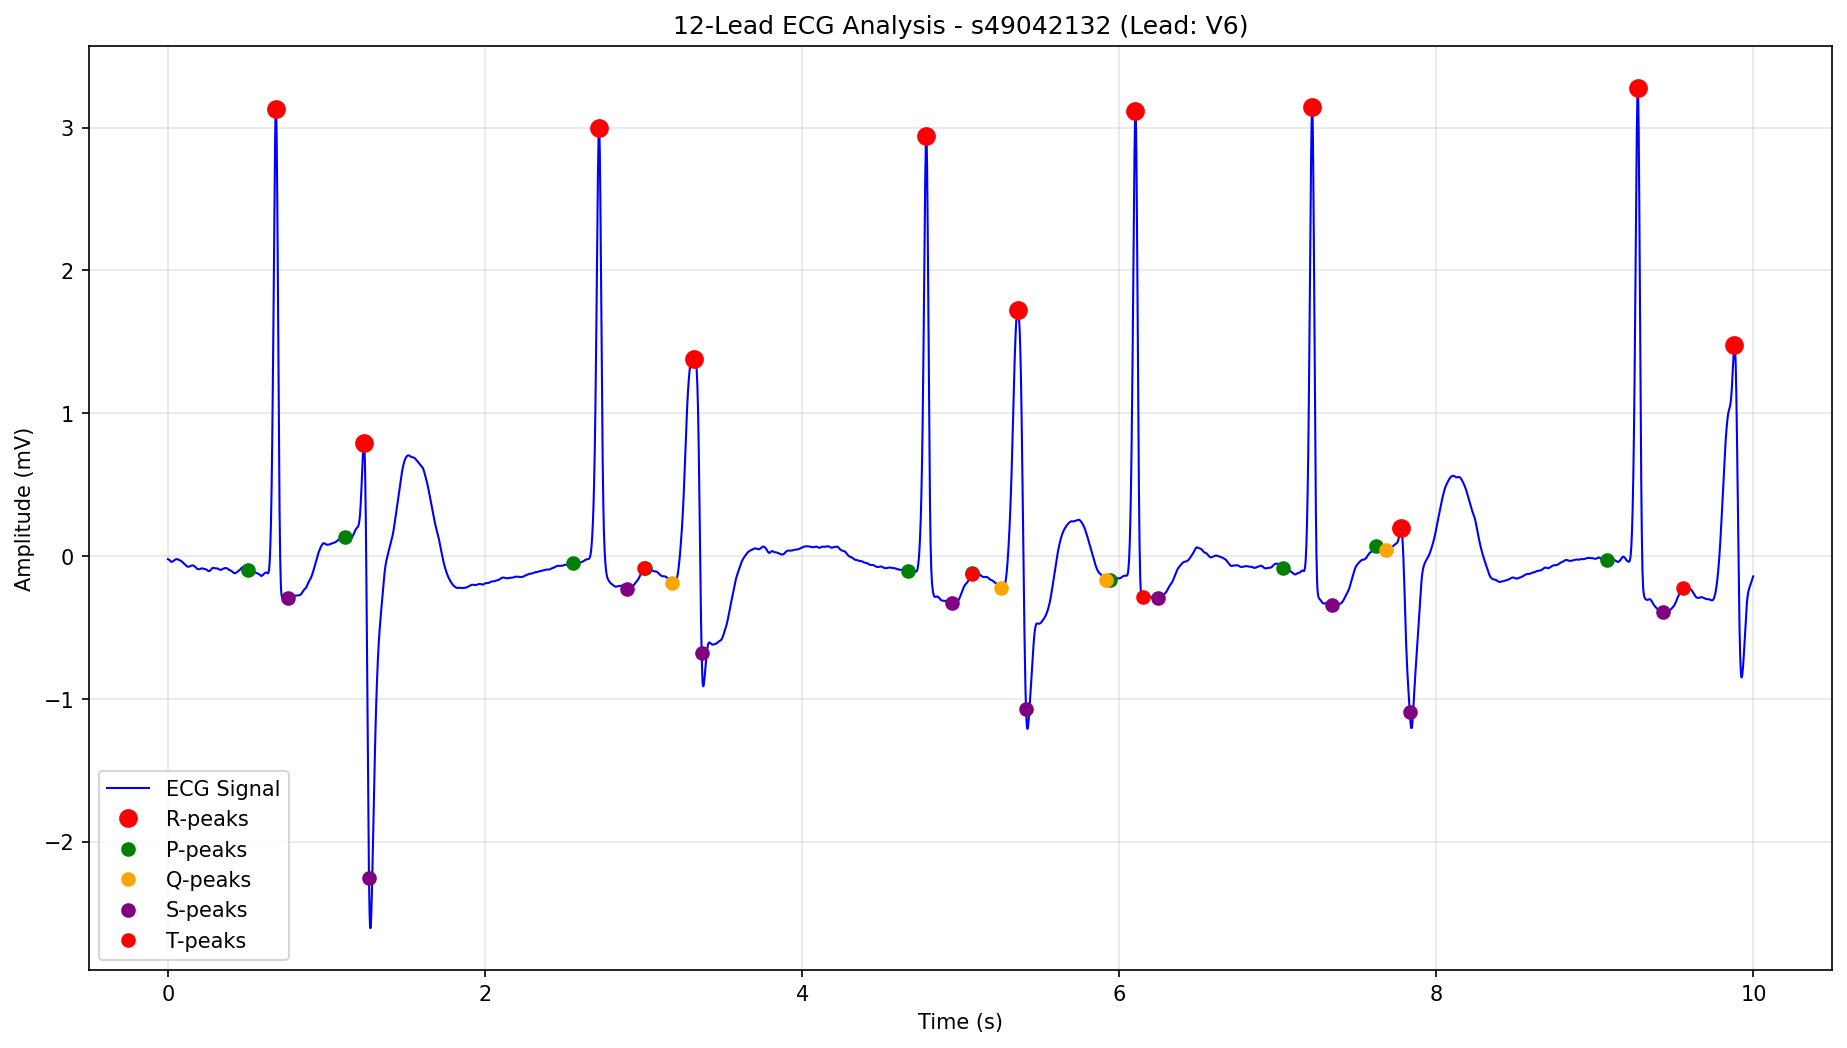 12-Lead ECG Analysis - s49042132 (Lead: V6)
Amplitude (mV)
3
2
1
0
−1
−2
ECG Signal
R-peaks
P-peaks
Q-peaks
S-peaks
T-peaks
0 2 4 6 8 10
Time (s)